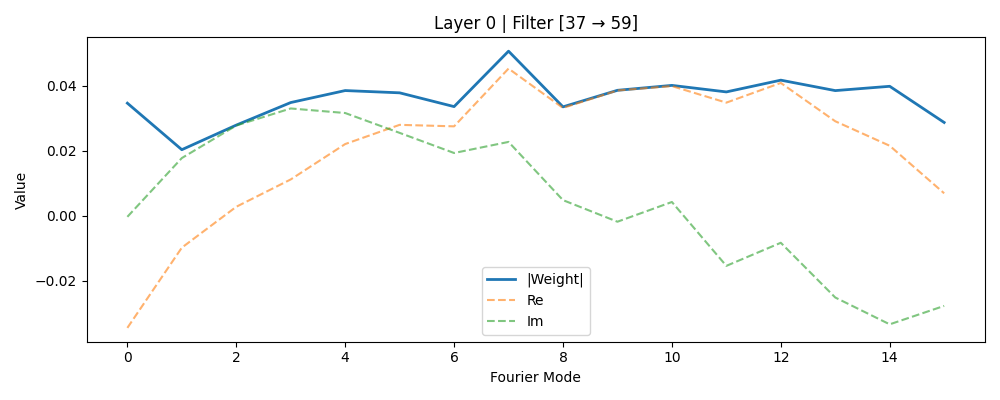 Layer 0 | Filter [37 → 59]
Value
0.04
0.02
0.00
−0.02
|Weight|
Re
Im
0 2 4 6 8 10 12 14
Fourier Mode